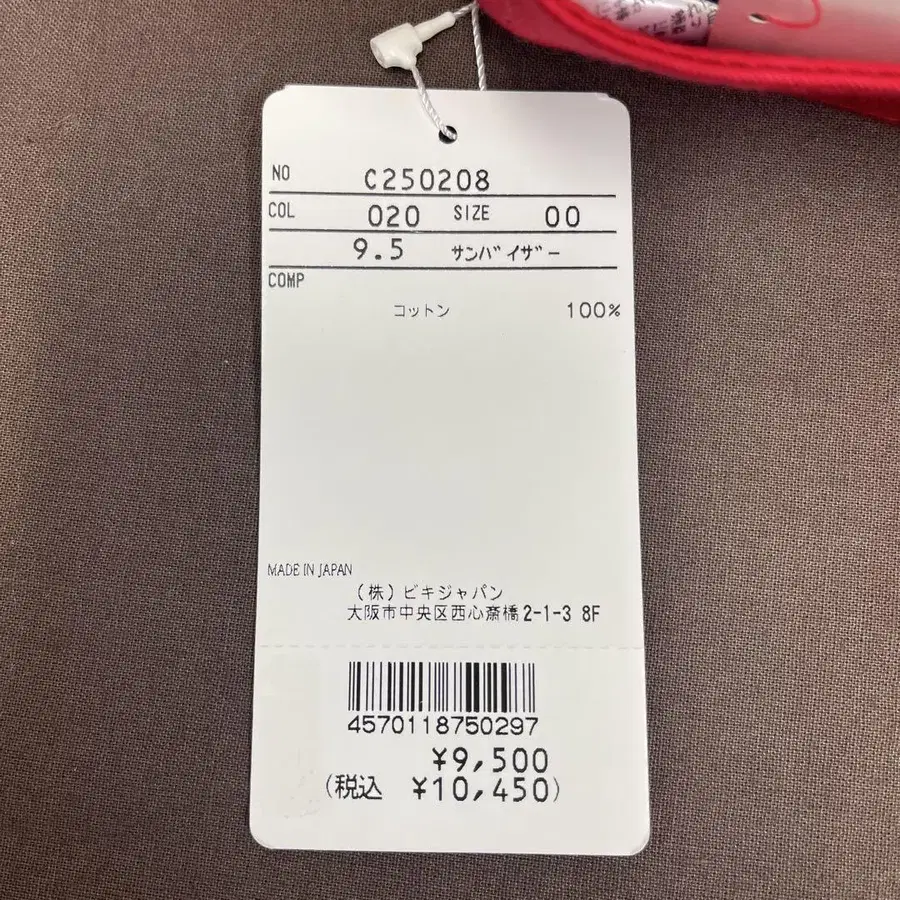 NO C250208
COL 020 SIZE 00
9.5 サンバイザー
COMP
コットン 100%
MADE IN JAPAN
(株)ビキジャパン
大阪市中央区西心斎橋2-1-3 8F
4570118750297
¥9,500
(税込 ¥10,450)